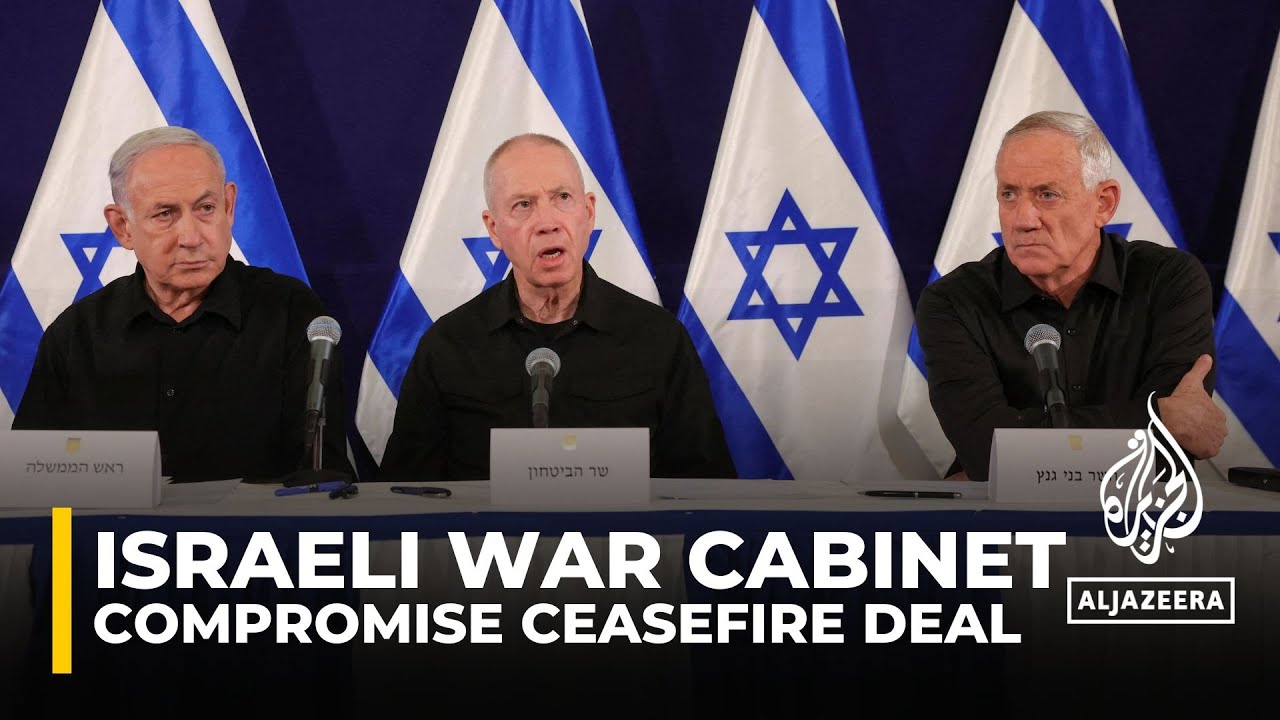 ראש הממשלה
שר הביטחון
שר בני גנץ
ISRAELI WAR CABINET
COMPROMISE CEASEFIRE DEAL
الجزيرة
ALJAZEERA